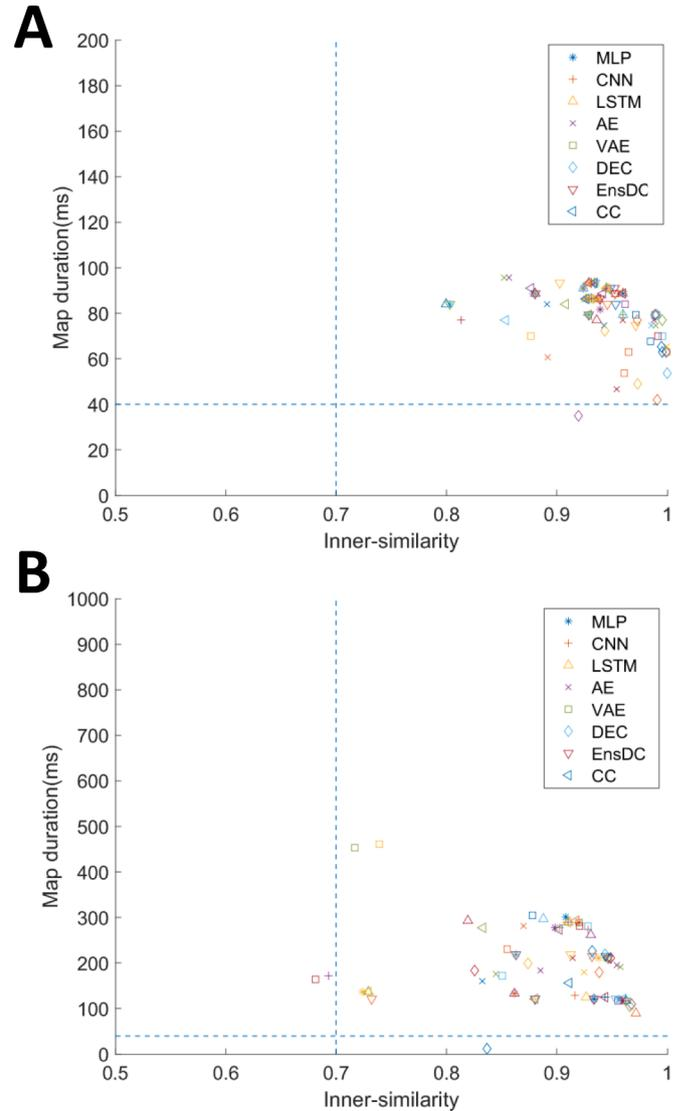 A
200
180
160
140
120
100
80
60
40
20
0
Map duration(ms)
0.5
0.6
0.7
0.8
0.9
1
Inner-similarity
MLP
CNN
LSTM
AE
VAE
DEC
EnsDC
CC
B
1000
900
800
700
600
500
400
300
200
100
0
Map duration(ms)
0.5
0.6
0.7
0.8
0.9
1
Inner-similarity
MLP
CNN
LSTM
AE
VAE
DEC
EnsDC
CC